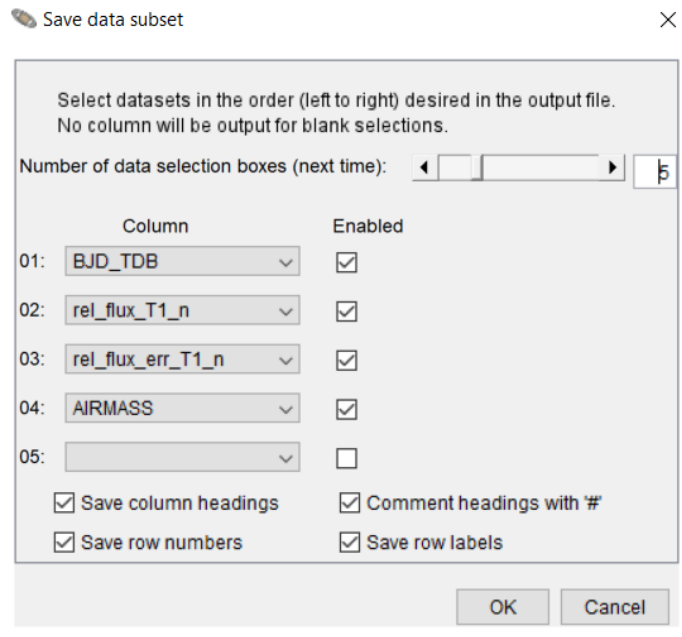 Save data subset
Select datasets in the order (left to right) desired in the output file.
No column will be output for blank selections.
Number of data selection boxes (next time): 5
Column Enabled
01: BJD_TDB
02: rel_flux_T1_n
03: rel_flux_err_T1_n
04: AIRMASS
05:
Save column headings Comment headings with '#'
Save row numbers Save row labels
OK Cancel